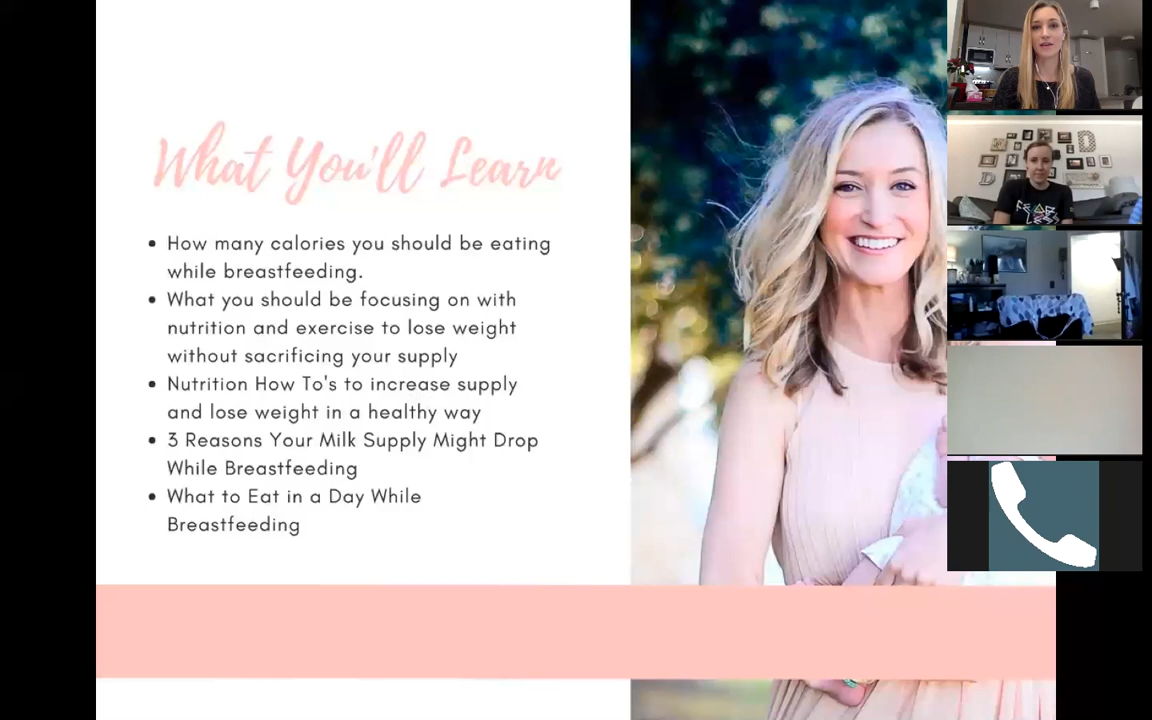 What You'll Learn
• How many calories you should be eating
while breastfeeding.
• What you should be focusing on with
nutrition and exercise to lose weight
without sacrificing your supply
• Nutrition How To's to increase supply
and lose weight in a healthy way
• 3 Reasons Your Milk Supply Might Drop
While Breastfeeding
• What to Eat in a Day While
Breastfeeding
D
D
FEAR
LESS